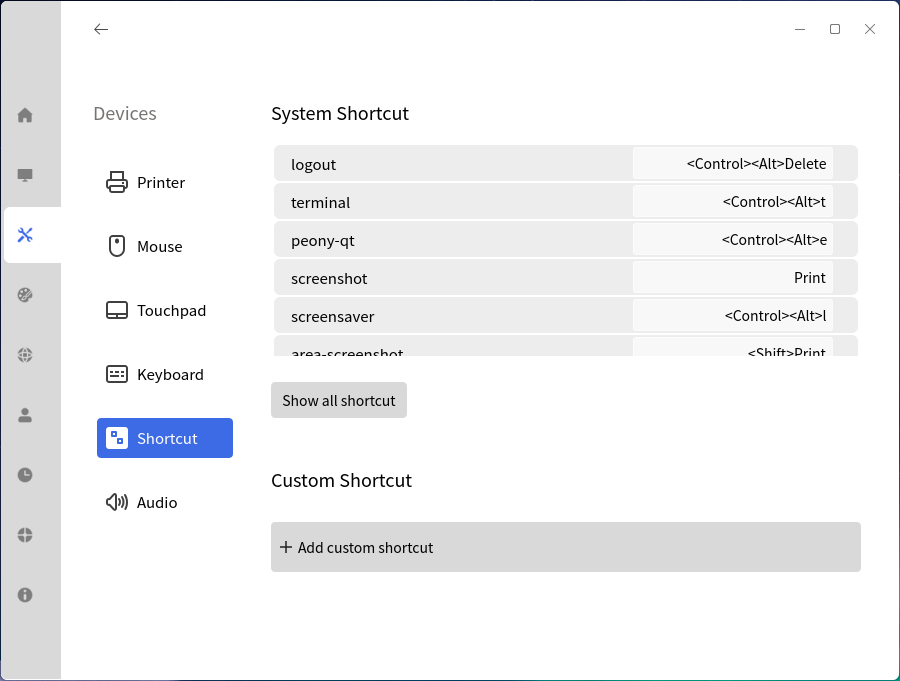 Devices
Printer
Mouse
Touchpad
Keyboard
Shortcut
Audio
System Shortcut
logout <Control><Alt>Delete
terminal <Control><Alt>t
peony-qt <Control><Alt>e
screenshot Print
screensaver <Control><Alt>l
area-screenshot <Shift>Print
Show all shortcut
Custom Shortcut
Add custom shortcut